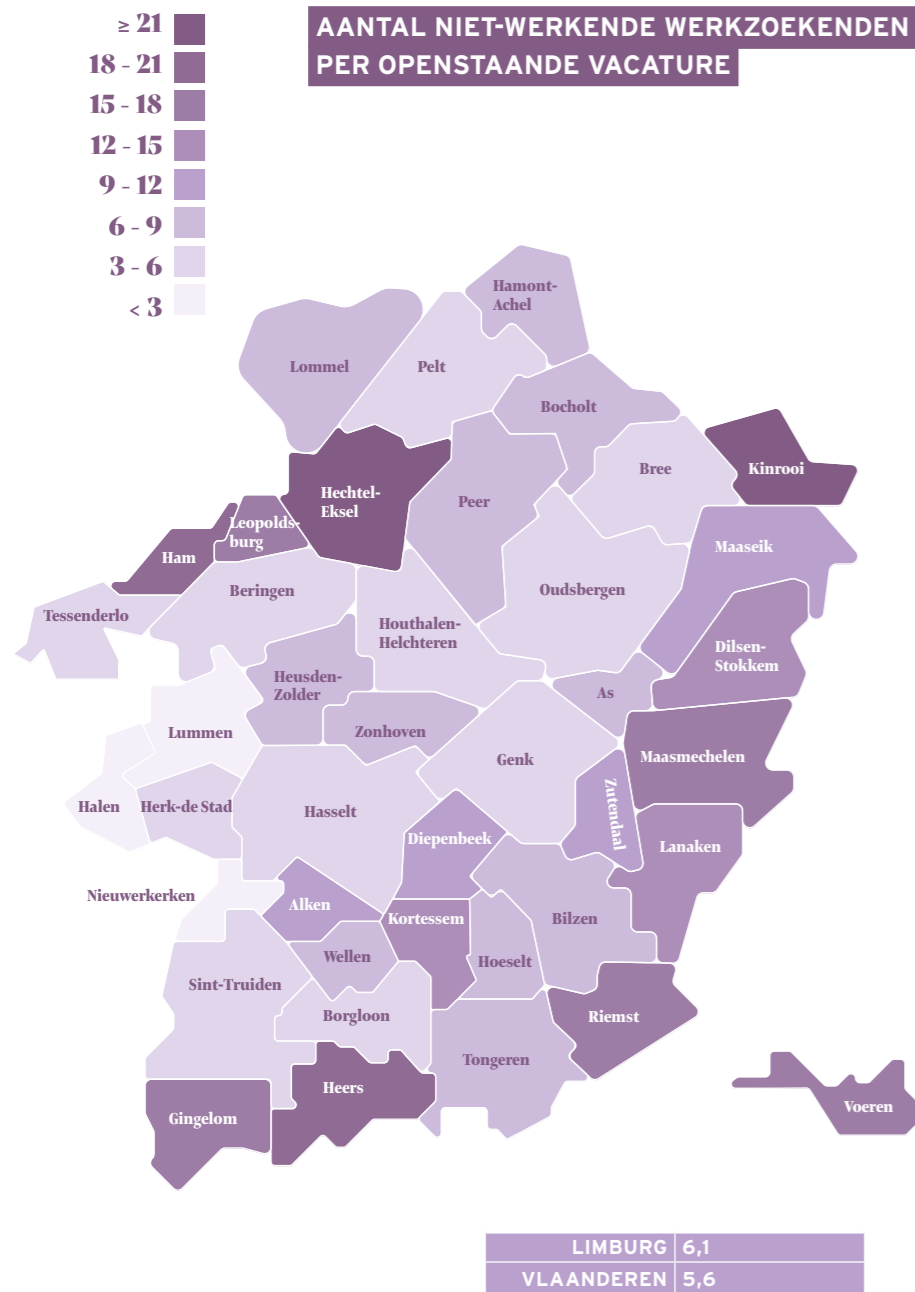 AANTAL NIET-WERKENDE WERKZOEKENDEN
PER OPENSTAANDE VACATURE
≥ 21
18 - 21
15 - 18
12 - 15
9 - 12
6 - 9
3 - 6
< 3
Hamont-
Achel
Lommel
Pelt
Bocholt
Bree
Kinrooi
Hechtel-
Eksel
Peer
Leopolds-
burg
Ham
Maaseik
Beringen
Oudsbergen
Tessenderlo
Houthalen-
Helchteren
Dilsen-
Stokkem
Heusden-
Zolder
As
Lummen
Zonhoven
Genk
Maasmechelen
Halen
Herk-de Stad
Hasselt
Zutendaal
Diepenbeek
Lanaken
Nieuwerkerken
Alken
Kortessem
Bilzen
Wellen
Hoeselt
Sint-Truiden
Borgloon
Riemst
Tongeren
Heers
Gingelom
Voeren
LIMBURG 6,1
VLAANDEREN 5,6